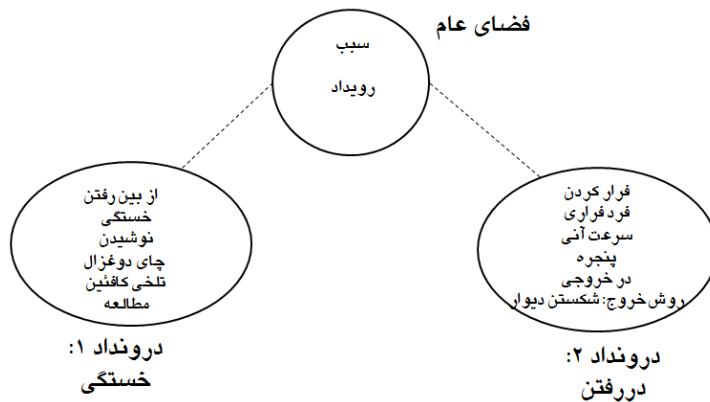 فضای عام
سبب
رویداد
از بین رفتن
خستگی
نوشیدن
چای دوغزال
تلخی کافئین
مطالعه
درونداد ۱:
خستگی
فرار کردن
فرد فراری
سرعت آنی
پنجره
در خروجی
روش خروج: شکستن دیوار
درونداد ۲:
دررفتن